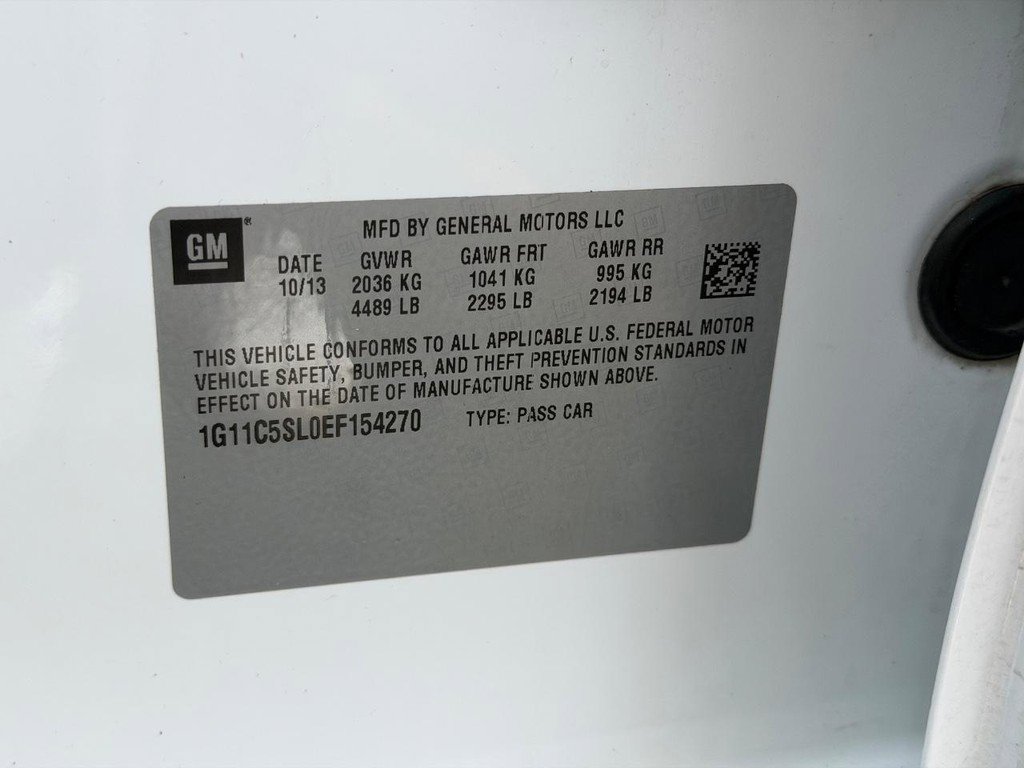 GM®
MFD BY GENERAL MOTORS LLC
DATE GVWR GAWR FRT GAWR RR
10/13 2036 KG 1041 KG 995 KG
4489 LB 2295 LB 2194 LB
THIS VEHICLE CONFORMS TO ALL APPLICABLE U.S. FEDERAL MOTOR
VEHICLE SAFETY, BUMPER, AND THEFT PREVENTION STANDARDS IN
EFFECT ON THE DATE OF MANUFACTURE SHOWN ABOVE.
1G11C5SL0EF154270 TYPE: PASS CAR